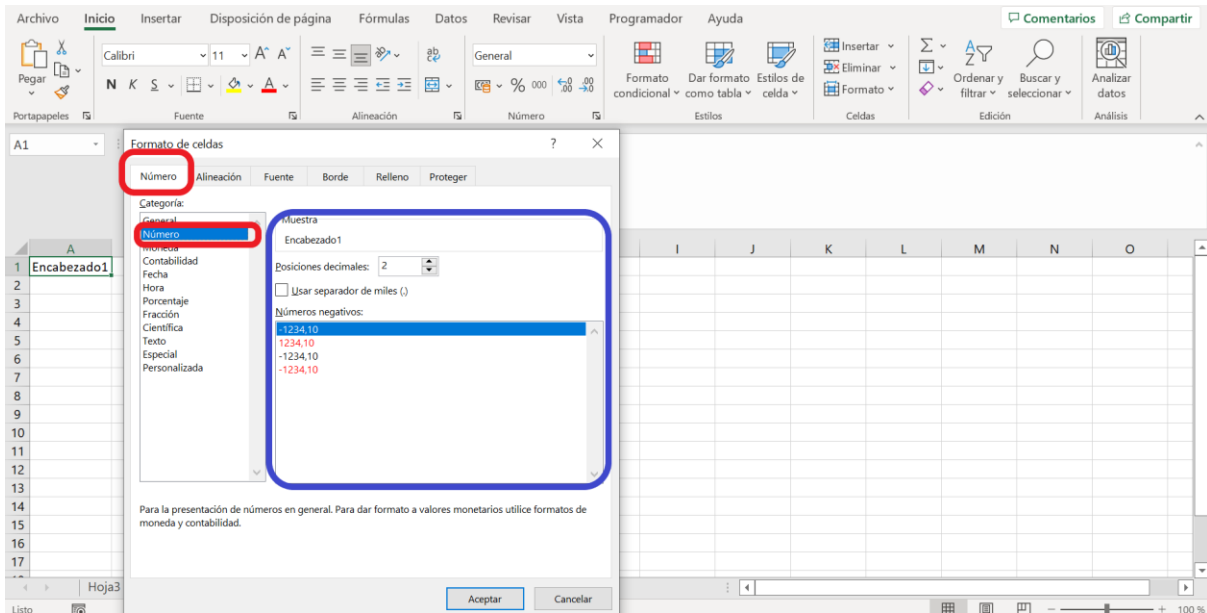 Archivo Inicio Insertar Disposición de página Fórmulas Datos Revisar Vista Programador Ayuda Comentarios Compartir
Pegar
Calibri 11 A^ Aˇ ab General
N K S A % 000
Formato condicional
Dar formato como tabla
Estilos de celda
Insertar
Eliminar
Formato
Ordenar y filtrar
Buscar y seleccionar
Analizar datos
Portapapeles Fuente Alineación Número Estilos Celdas Edición Análisis
A1
Formato de celdas ? ×
Número Alineación Fuente Borde Relleno Proteger
Categoría:
General
Número
Moneda
Contabilidad
Fecha
Hora
Porcentaje
Fracción
Científica
Texto
Especial
Personalizada
Muestra
Encabezado1
Posiciones decimales: 2
Usar separador de miles (.)
Números negativos:
-1234,10
1234,10
-1234,10
-1234,10
Para la presentación de números en general. Para dar formato a valores monetarios utilice formatos de
moneda y contabilidad.
Aceptar Cancelar
A I J K L M N O
1 Encabezado1
2
3
4
5
6
7
8
9
10
11
12
13
14
15
16
17
Hoja3
Listo 100 %